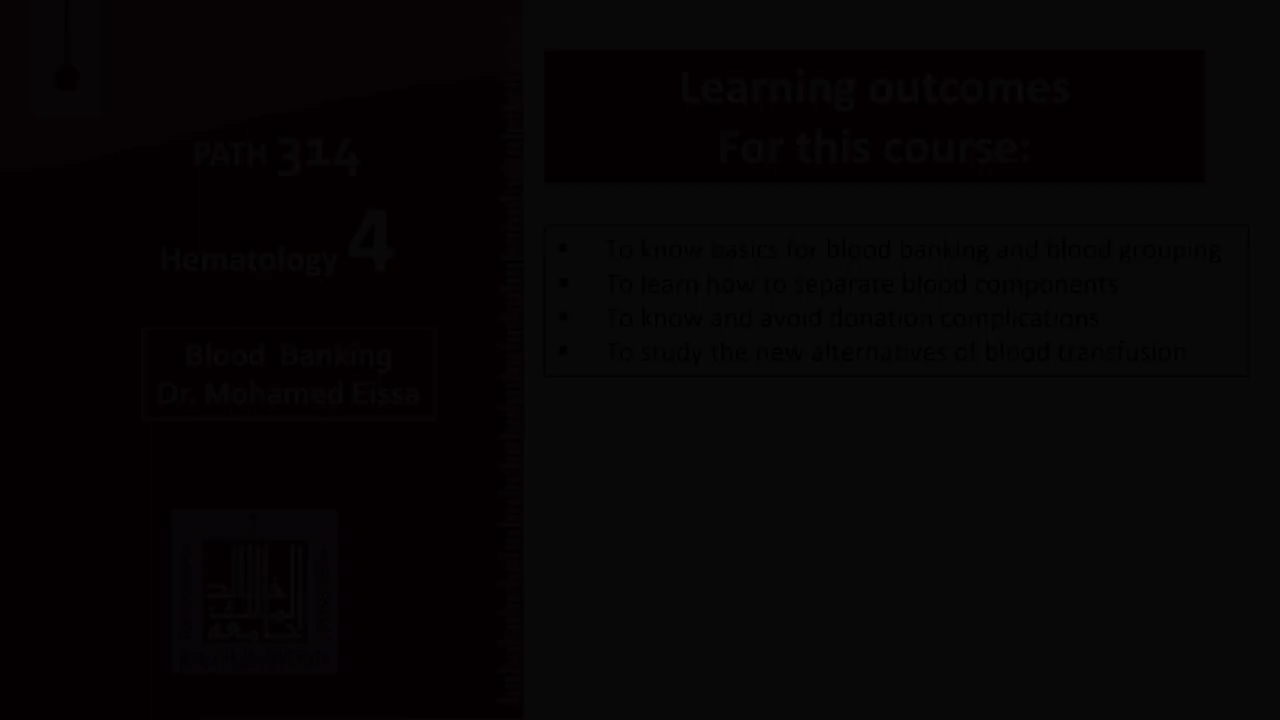 PATH 314
Hematology 4
Blood Banking
Dr. Mohamed Eissa
Learning outcomes
For this course:
▪ To know basics for blood banking and blood grouping
▪ To learn how to separate blood components
▪ To know and avoid donation complications
▪ To study the new alternatives of blood transfusion